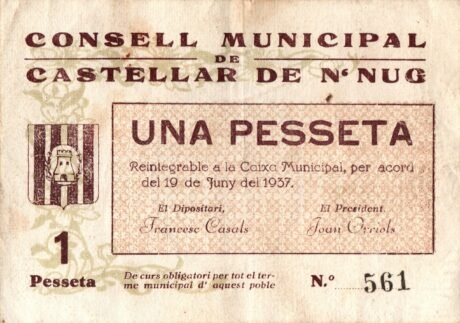 CONSELL MUNICIPAL
DE
CASTELLAR DE N'NUG
UNA PESSETA
Reintegrable a la Caixa Municipal, per acord
del 19 de Juny del 1937.
El Dipositari,
Francesc Casals
El President
Joan Orriols
1
Pesseta
De curs obligatori per tot el ter-
me municipal d' aquest poble
N.º 561